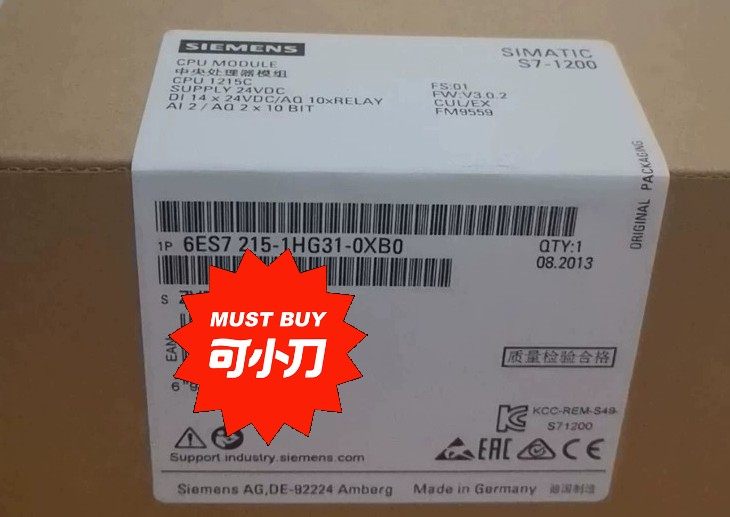 SIEMENS
SIMATIC
S7-1200
CPU MODULE
中央处理器模组
CPU 1215C
SUPPLY 24VDC
DI 14 x 24VDC/AQ 10xRELAY
AI 2 / AQ 2 x 10 BIT
FS:01
FW:V3.0.2
CUL/EX
FM9559
ORIGINAL PACKAGING
1P 6ES7 215-1HG31-0XB0
QTY:1
08.2013
S
MUST BUY
可小刀
EAN
质量检验合格
KCC-REM-S49-
S71200
EAC
CE
Support industry.siemens.com
Siemens AG,DE-92224 Amberg Made in Germany 德国制造